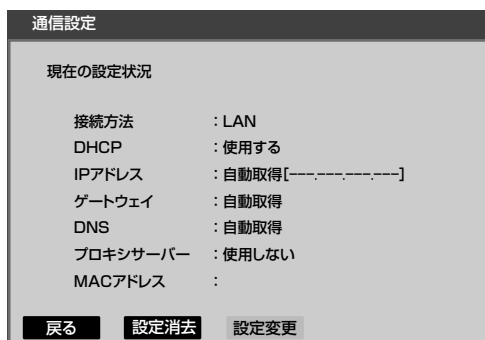 通信設定
現在の設定状況
接続方法 ：LAN
DHCP ：使用する
IPアドレス ：自動取得[---.---.---.---]
ゲートウェイ ：自動取得
DNS ：自動取得
プロキシサーバー ：使用しない
MACアドレス ：
戻る 設定消去 設定変更